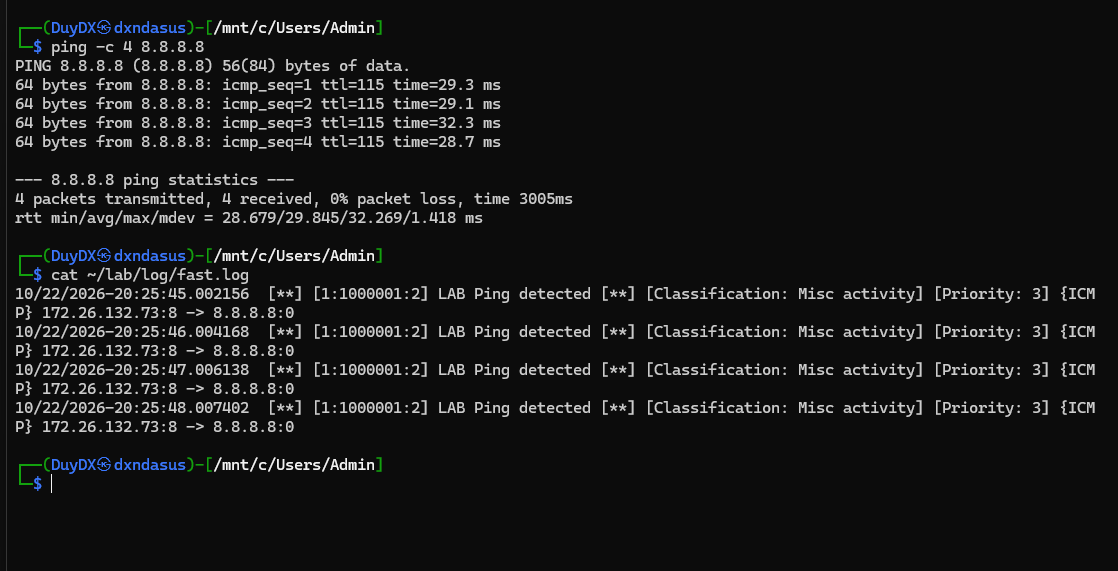 ┌──(DuyDX㉿dxndasus)-[/mnt/c/Users/Admin]
└─$ ping -c 4 8.8.8.8
PING 8.8.8.8 (8.8.8.8) 56(84) bytes of data.
64 bytes from 8.8.8.8: icmp_seq=1 ttl=115 time=29.3 ms
64 bytes from 8.8.8.8: icmp_seq=2 ttl=115 time=29.1 ms
64 bytes from 8.8.8.8: icmp_seq=3 ttl=115 time=32.3 ms
64 bytes from 8.8.8.8: icmp_seq=4 ttl=115 time=28.7 ms
--- 8.8.8.8 ping statistics ---
4 packets transmitted, 4 received, 0% packet loss, time 3005ms
rtt min/avg/max/mdev = 28.679/29.845/32.269/1.418 ms
┌──(DuyDX㉿dxndasus)-[/mnt/c/Users/Admin]
└─$ cat ~/lab/log/fast.log
10/22/2026-20:25:45.002156  [**] [1:1000001:2] LAB Ping detected [**] [Classification: Misc activity] [Priority: 3] {ICM
P} 172.26.132.73:8 -> 8.8.8.8:0
10/22/2026-20:25:46.004168  [**] [1:1000001:2] LAB Ping detected [**] [Classification: Misc activity] [Priority: 3] {ICM
P} 172.26.132.73:8 -> 8.8.8.8:0
10/22/2026-20:25:47.006138  [**] [1:1000001:2] LAB Ping detected [**] [Classification: Misc activity] [Priority: 3] {ICM
P} 172.26.132.73:8 -> 8.8.8.8:0
10/22/2026-20:25:48.007402  [**] [1:1000001:2] LAB Ping detected [**] [Classification: Misc activity] [Priority: 3] {ICM
P} 172.26.132.73:8 -> 8.8.8.8:0
┌──(DuyDX㉿dxndasus)-[/mnt/c/Users/Admin]
└─$